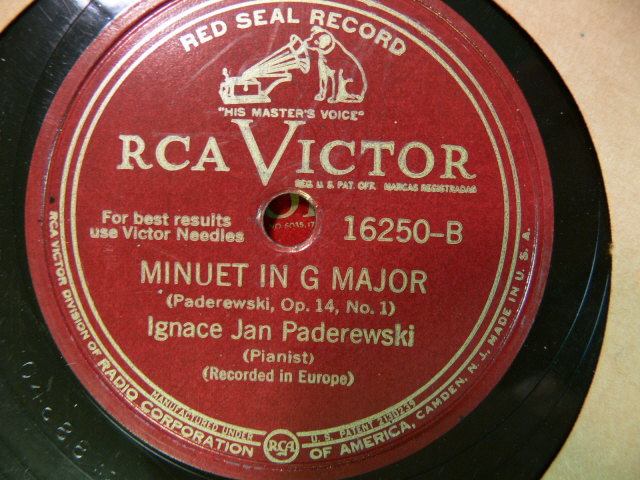 RED SEAL RECORD
"HIS MASTER'S VOICE"
RCA VICTOR
REG. U. S. PAT. OFF. MARCAS REGISTRADAS
For best results
use Victor Needles
16250-B
MINUET IN G MAJOR
(Paderewski, Op. 14, No. 1)
Ignace Jan Paderewski
(Pianist)
(Recorded in Europe)
MANUFACTURED UNDER RCA U. S. PATENT 2130239
RCA VICTOR DIVISION OF RADIO CORPORATION OF AMERICA, CAMDEN, N. J., MADE IN U. S. A.